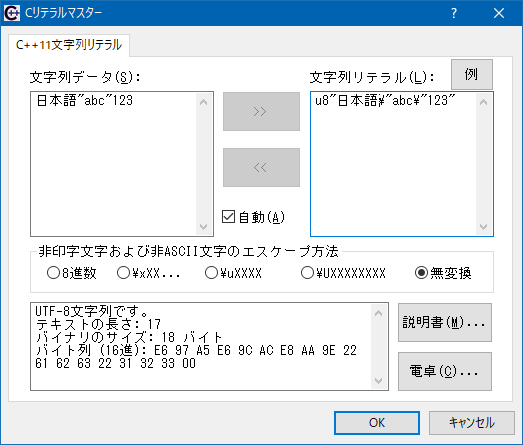 Cリテラルマスター
C++11文字列リテラル
文字列データ(S):
文字列リテラル(L):
例
日本語"abc"123
>>
u8"日本語¥"abc¥"123"
<<
自動(A)
非印字文字および非ASCII文字のエスケープ方法
8進数 ¥xXX... ¥uXXXX ¥UXXXXXXXX 無変換
UTF-8文字列です。
テキストの長さ: 17
バイナリのサイズ: 18 バイト
バイト列 (16進): E6 97 A5 E6 9C AC E8 AA 9E 22
61 62 63 22 31 32 33 00
説明書(M)...
電卓(C)...
OK
キャンセル